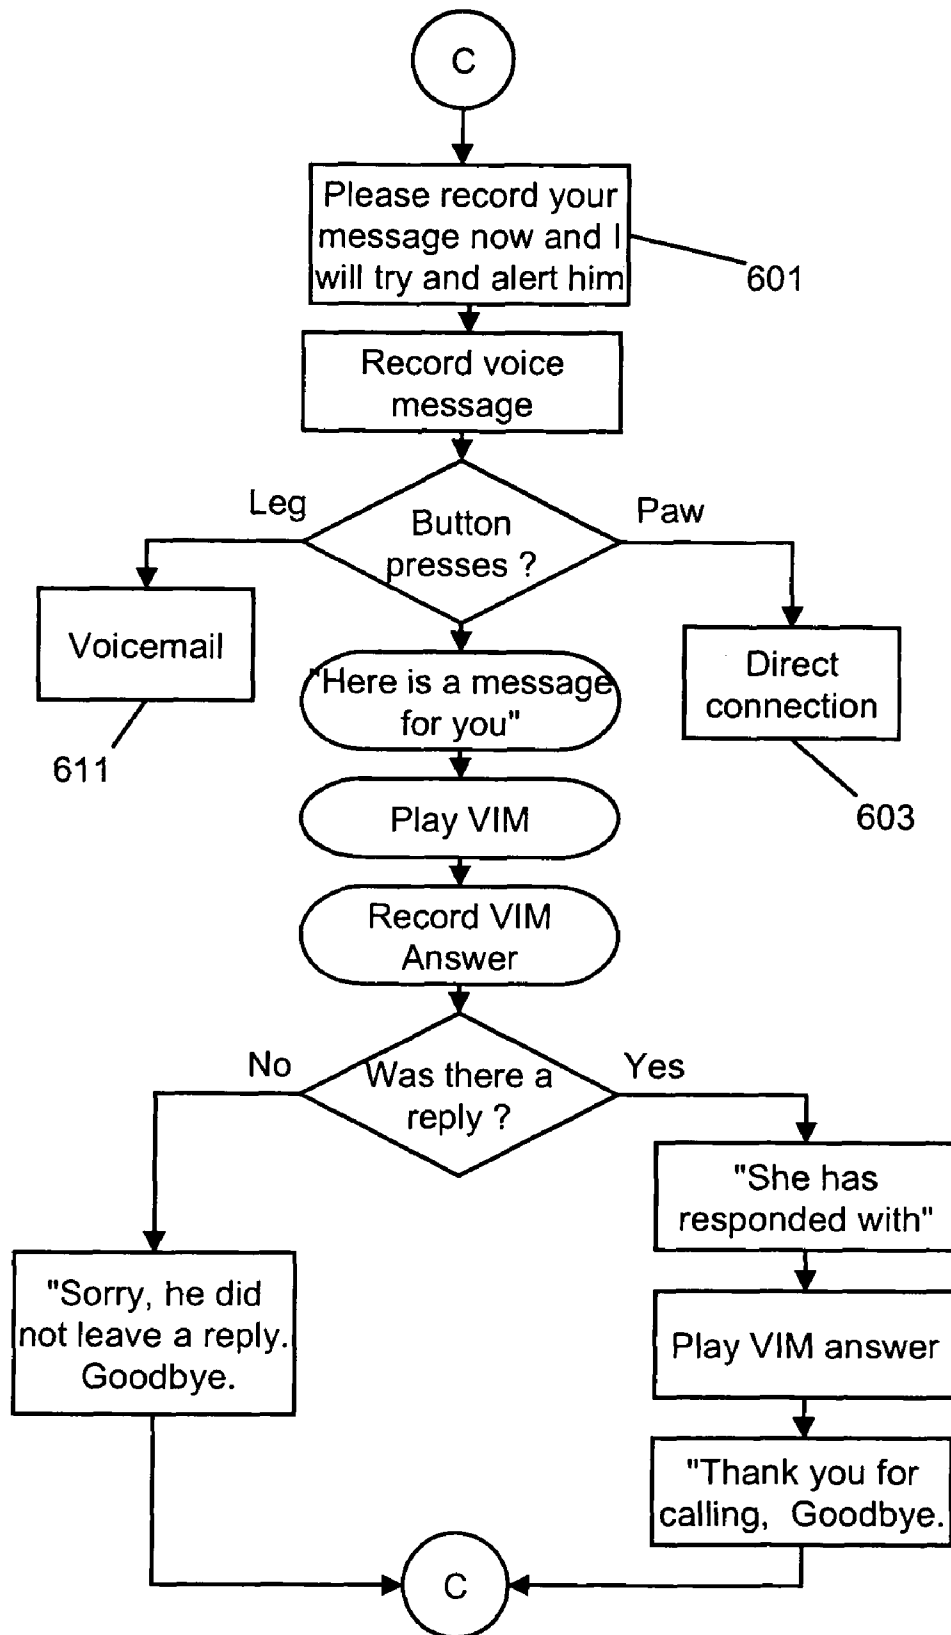 C
Please record your
message now and I
will try and alert him
601
Record voice
message
Leg
Button
presses ?
Paw
Voicemail
611
Direct
connection
603
"Here is a message
for you"
Play VIM
Record VIM
Answer
No
Was there a
reply ?
Yes
"She has
responded with"
"Sorry, he did
not leave a reply.
Goodbye.
Play VIM answer
"Thank you for
calling, Goodbye.
C